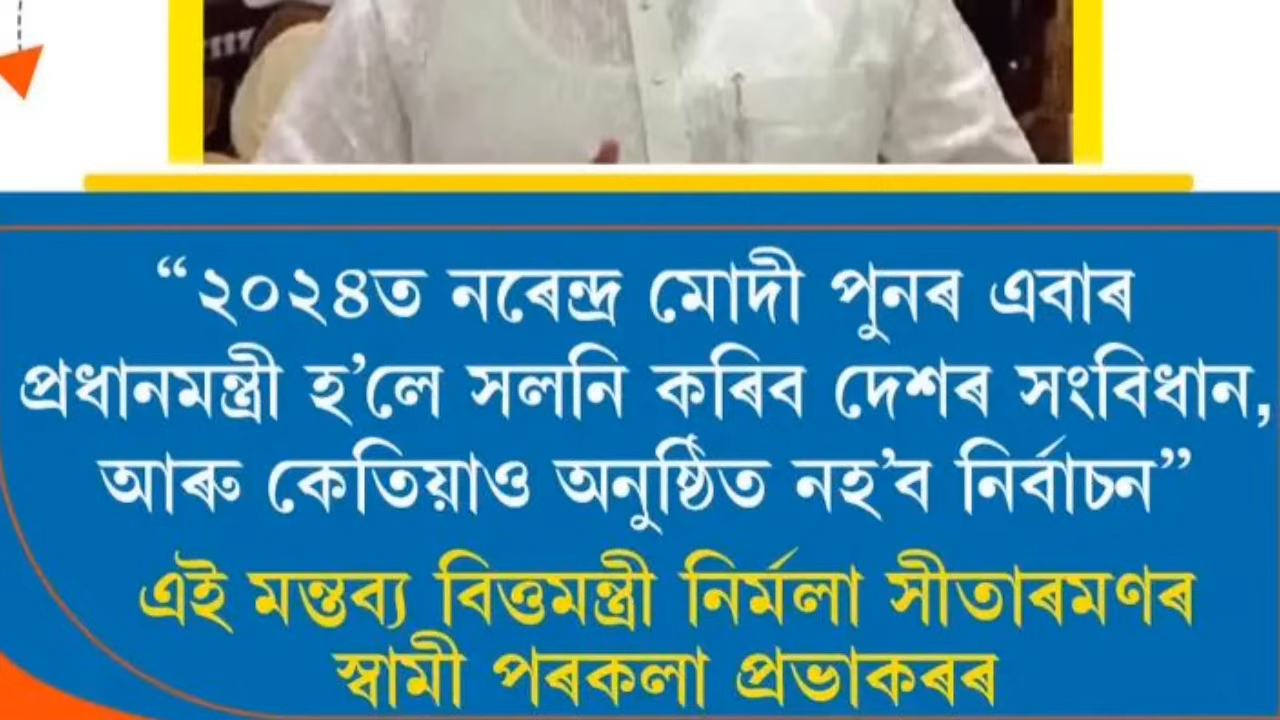 “২০২৪ত নৰেন্দ্ৰ মোদী পুনৰ এবাৰ
প্ৰধানমন্ত্ৰী হ’লে সলনি কৰিব দেশৰ সংবিধান,
আৰু কেতিয়াও অনুষ্ঠিত নহ’ব নিৰ্বাচন”
এই মন্তব্য বিত্তমন্ত্ৰী নিৰ্মলা সীতাৰমণৰ
স্বামী পৰকলা প্ৰভাকৰৰ